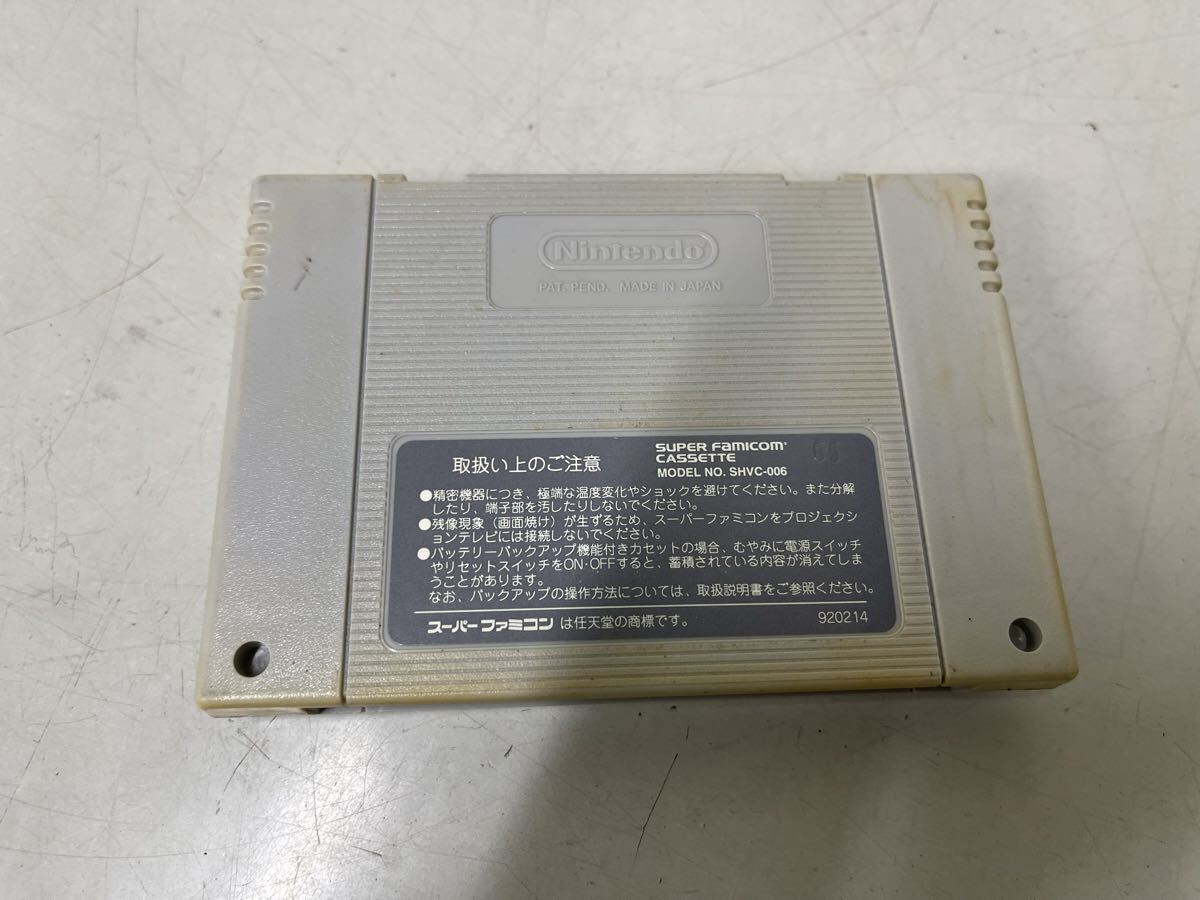 Nintendo
PAT. PEND. MADE IN JAPAN
取扱い上のご注意
SUPER FAMICOM
CASSETTE
MODEL NO. SHVC-006
●精密機器につき、極端な温度変化やショックを避けてください。また分解
したり、端子部を汚したりしないでください。
●残像現象（画面焼け）が生ずるため、スーパーファミコンをプロジェクシ
ョンテレビには接続しないでください。
●バッテリーバックアップ機能付きカセットの場合、むやみに電源スイッチ
やリセットスイッチをON・OFFすると、蓄積されている内容が消えてしま
うことがあります。
なお、バックアップの操作方法については、取扱説明書をご参照ください。
スーパーファミコンは任天堂の商標です。
920214